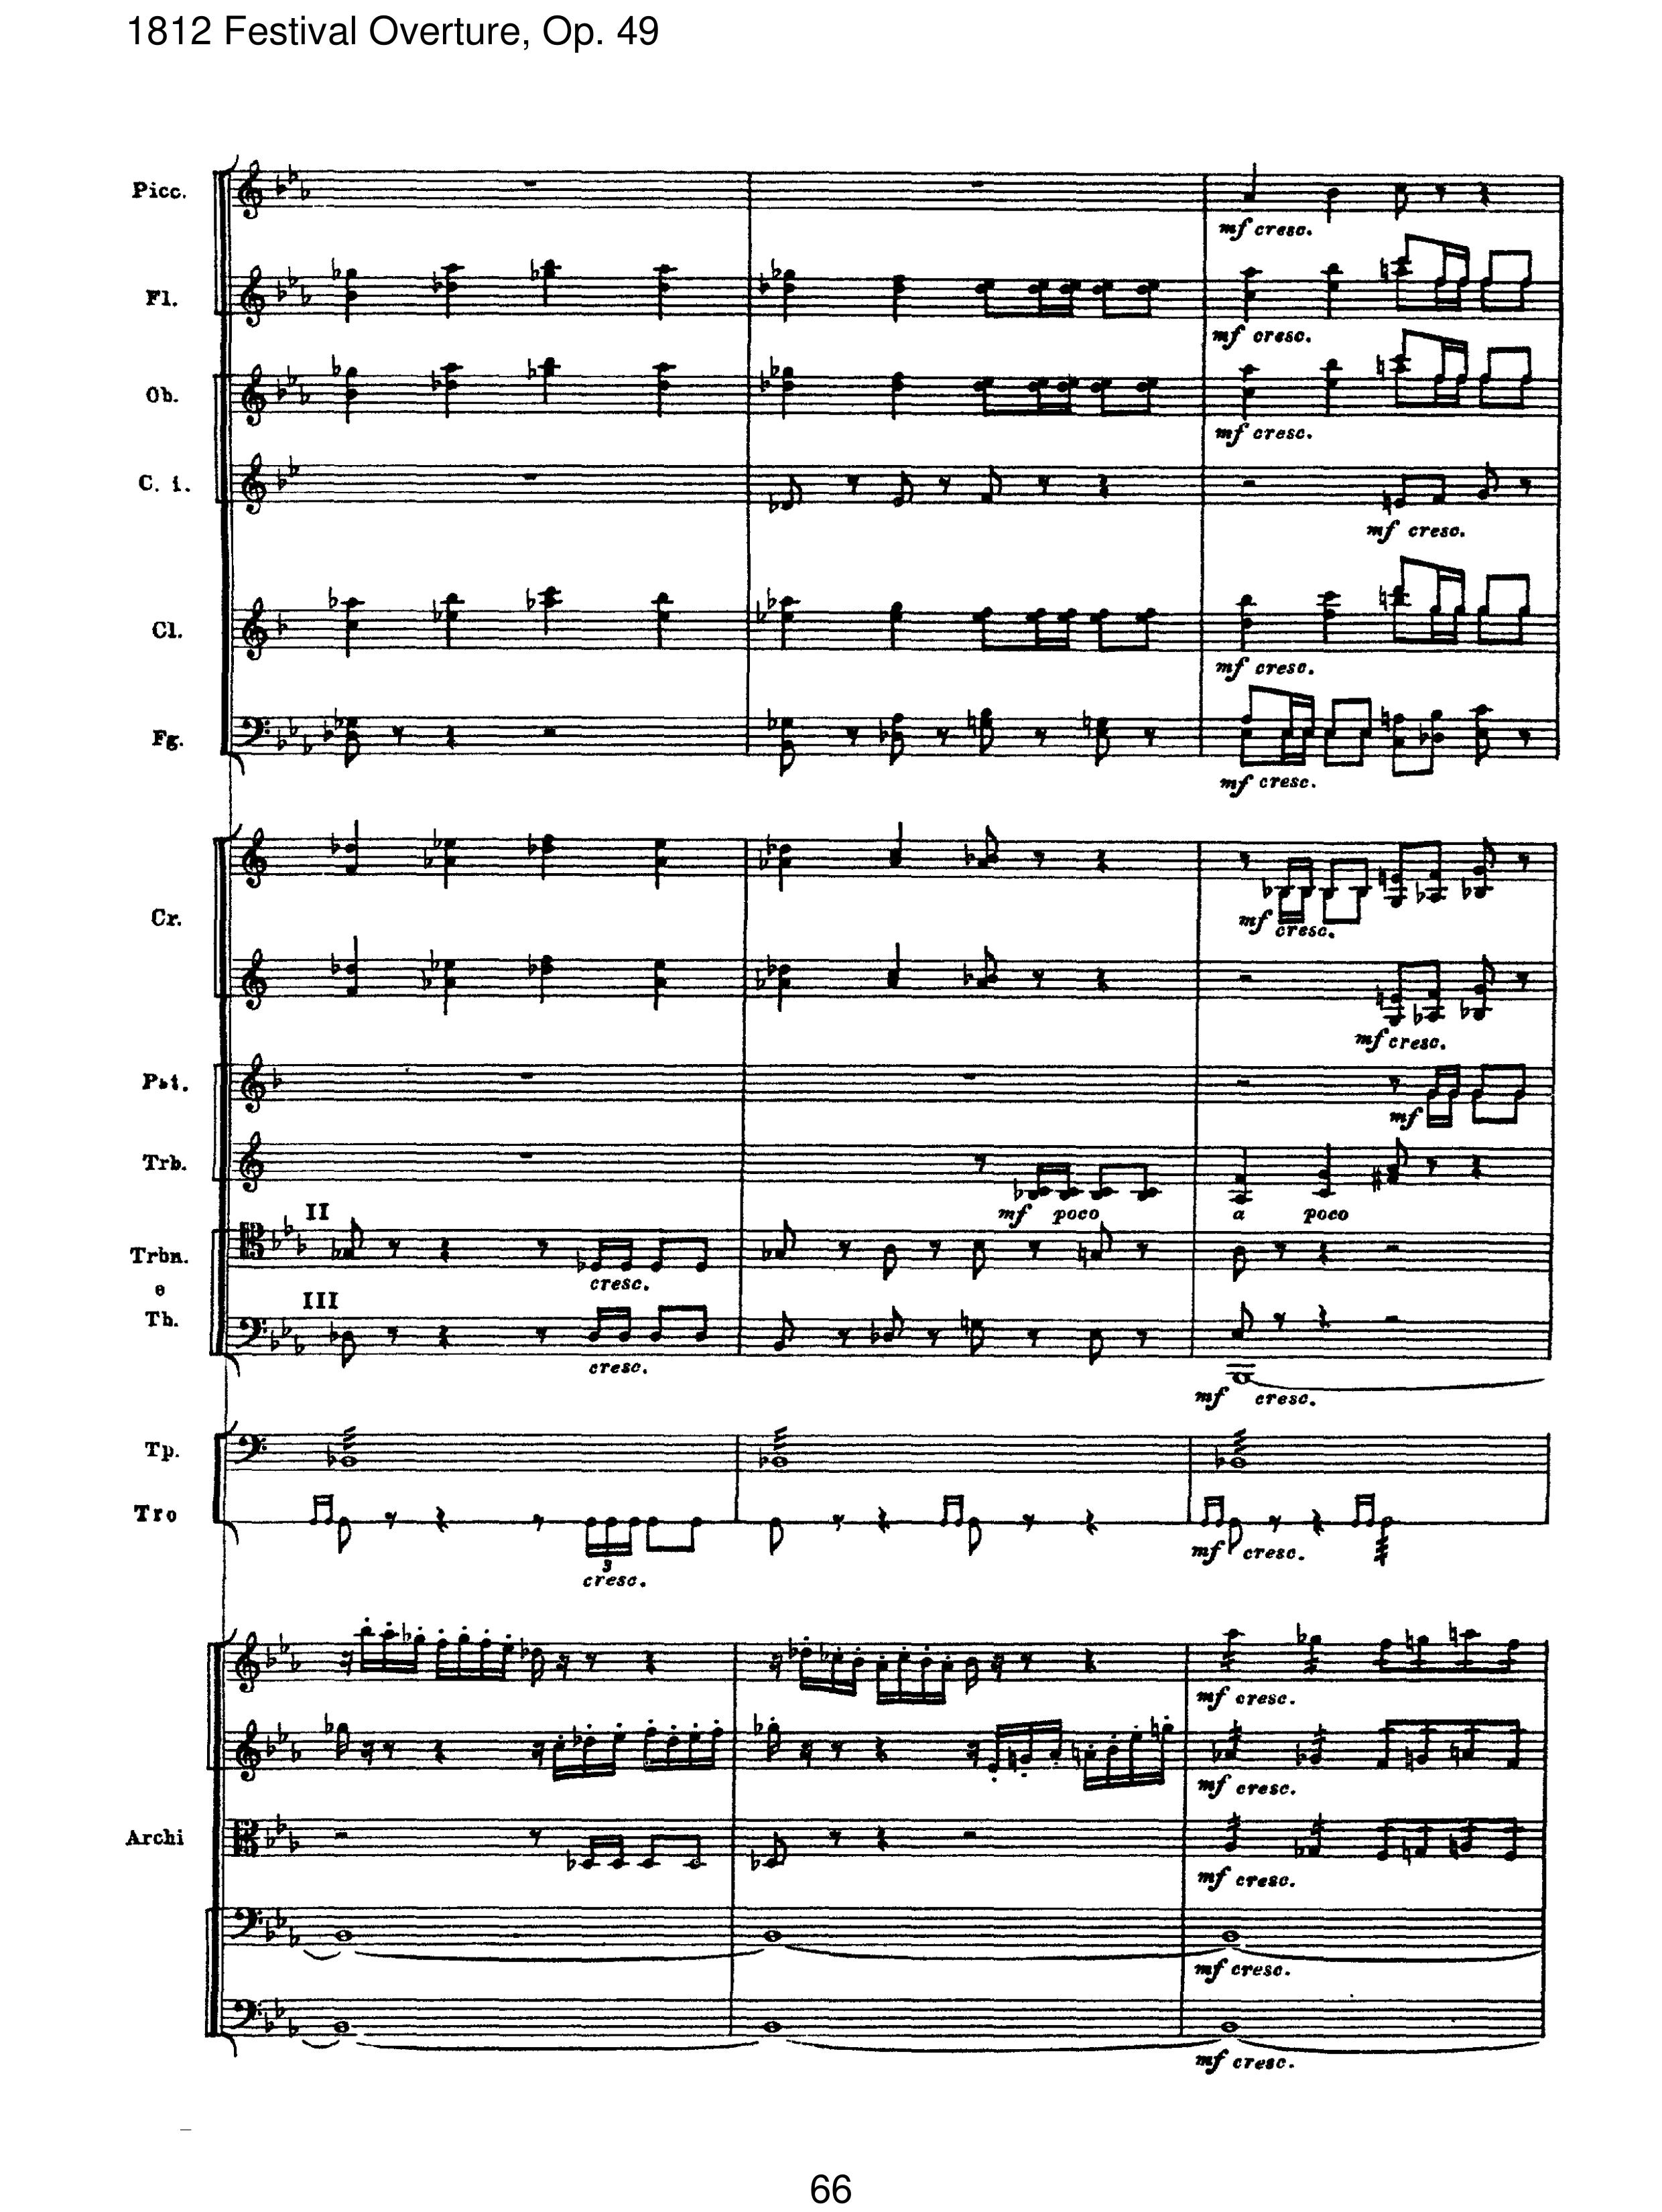 1812 Festival Overture, Op. 49
Picc.
mf cresc.
Fl.
mf cresc.
Ob.
mf cresc.
C. i.
mf cresc.
Cl.
mf cresc.
Fg.
mf cresc.
Cr.
mf cresc.
mf cresc.
Pst.
mf
Trb.
mf poco a poco
II
Trbn.
cresc.
e
III
Tb.
cresc.
mf cresc.
Tp.
Tro
mf cresc.
3
cresc.
mf cresc.
mf cresc.
Archi
mf cresc.
mf cresc.
mf cresc.
66